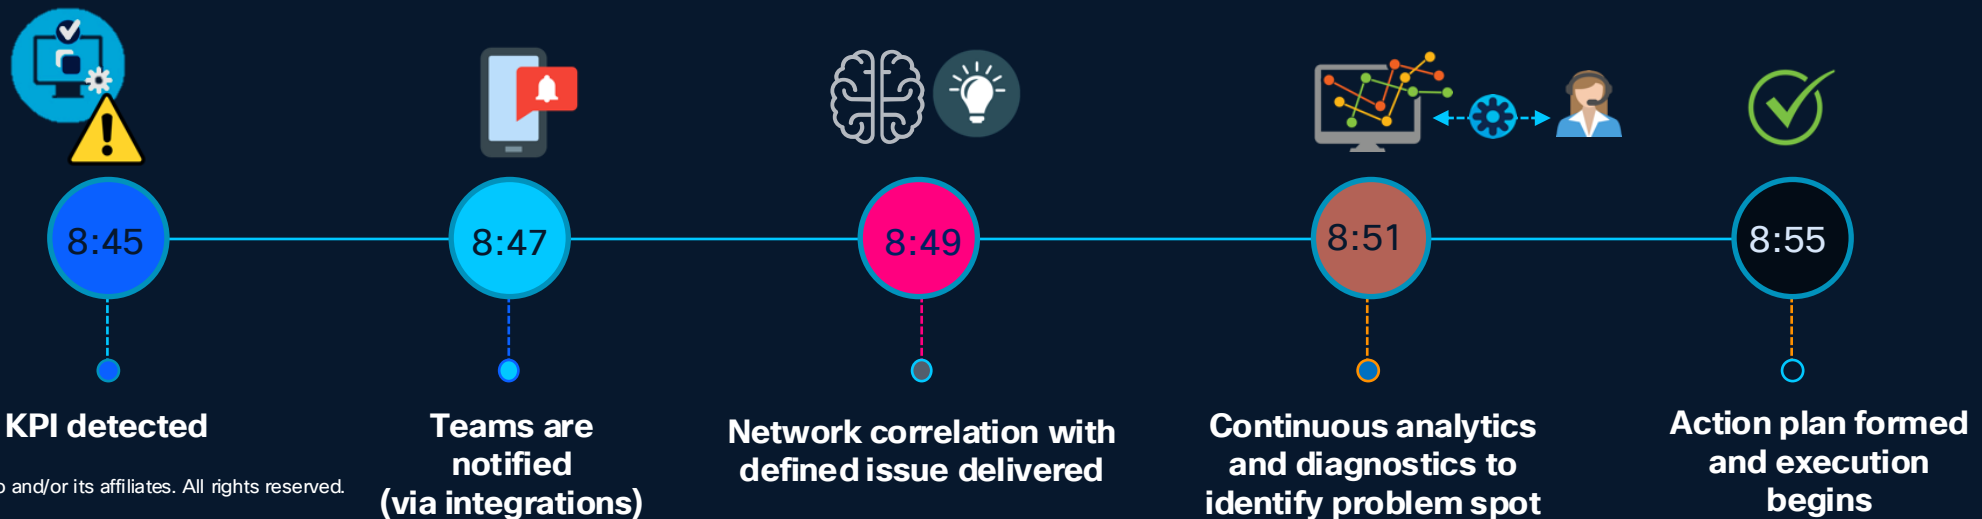 8:45
8:47
8:49
8:51
8:55
KPI detected
Teams are
notified
(via integrations)
Network correlation with
defined issue delivered
Continuous analytics
and diagnostics to
identify problem spot
Action plan formed
and execution
begins
o and/or its affiliates. All rights reserved.